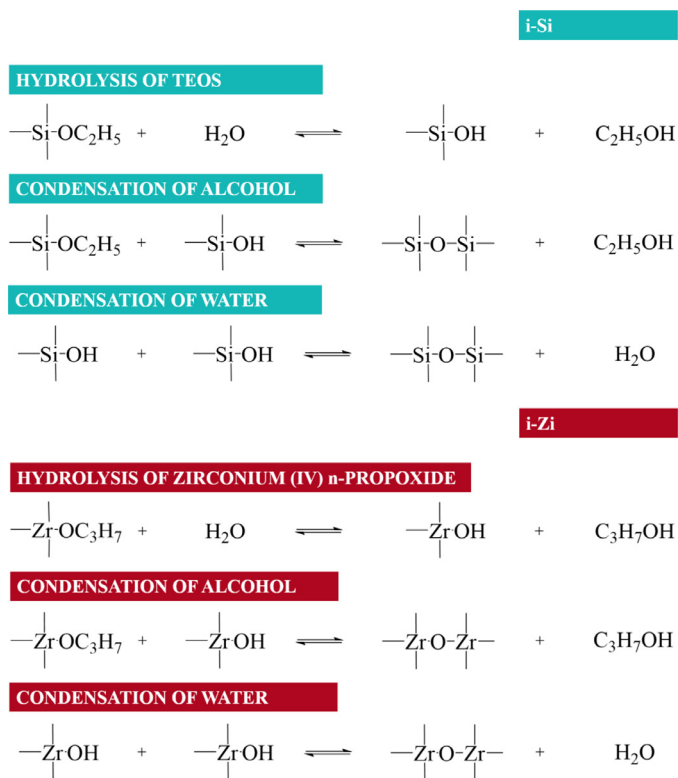 i-Si
HYDROLYSIS OF TEOS
—Si-OC₂H₅ + H₂O ⇌ —Si-OH + C₂H₅OH
CONDENSATION OF ALCOHOL
—Si-OC₂H₅ + —Si-OH ⇌ —Si-O-Si— + C₂H₅OH
CONDENSATION OF WATER
—Si-OH + —Si-OH ⇌ —Si-O-Si— + H₂O
i-Zi
HYDROLYSIS OF ZIRCONIUM (IV) n-PROPOXIDE
—Zr-OC₃H₇ + H₂O ⇌ —Zr-OH + C₃H₇OH
CONDENSATION OF ALCOHOL
—Zr-OC₃H₇ + —Zr-OH ⇌ —Zr-O-Zr— + C₃H₇OH
CONDENSATION OF WATER
—Zr-OH + —Zr-OH ⇌ —Zr-O-Zr— + H₂O